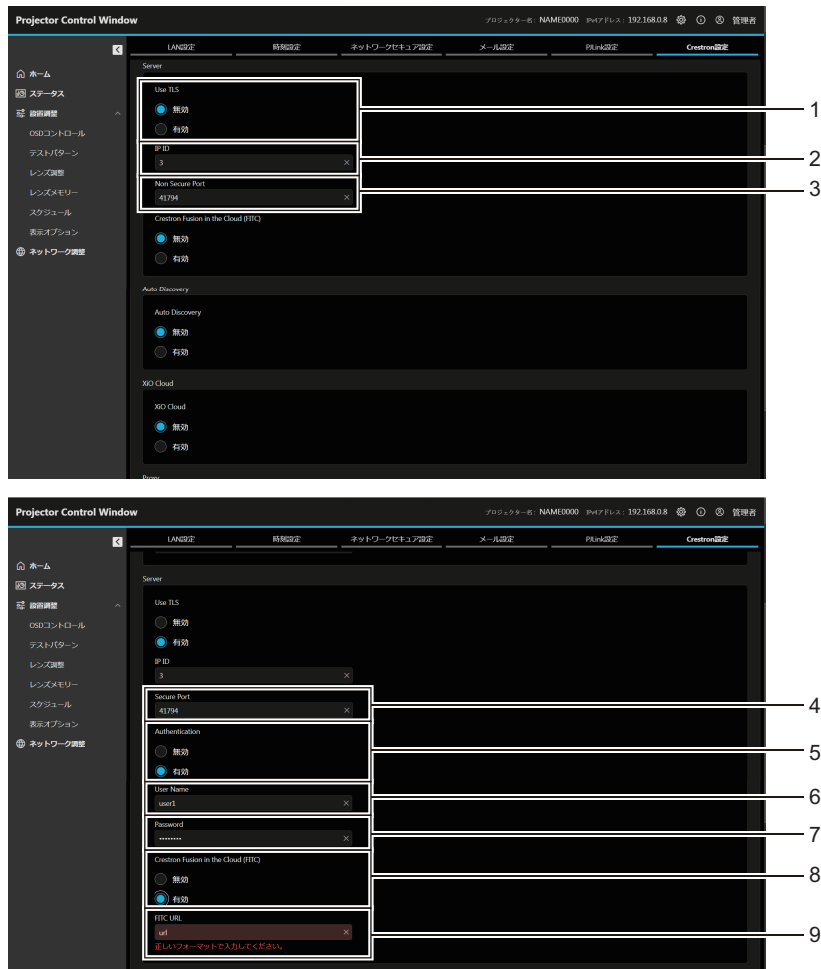 Projector Control Window
プロジェクター名: NAME0000 IPv4アドレス: 192.168.0.8 管理者
LAN設定 時刻設定 ネットワークセキュア設定 メール設定 PJLink設定 Crestron設定
ホーム
ステータス
設置調整
OSDコントロール
テストパターン
レンズ調整
レンズメモリー
スケジュール
表示オプション
ネットワーク調整
Server
Use TLS
無効
有効
1
IP ID
3
2
Non Secure Port
41794
3
Crestron Fusion in the Cloud (FITC)
無効
有効
Auto Discovery
Auto Discovery
無効
有効
XiO Cloud
XiO Cloud
無効
有効
Proxy
Projector Control Window
プロジェクター名: NAME0000 IPv4アドレス: 192.168.0.8 管理者
LAN設定 時刻設定 ネットワークセキュア設定 メール設定 PJLink設定 Crestron設定
ホーム
ステータス
設置調整
OSDコントロール
テストパターン
レンズ調整
レンズメモリー
スケジュール
表示オプション
ネットワーク調整
Server
Use TLS
無効
有効
IP ID
3
Secure Port
41794
4
Authentication
無効
有効
5
User Name
user1
6
Password
••••••••
7
Crestron Fusion in the Cloud (FITC)
無効
有効
8
FITC URL
url
正しいフォーマットで入力してください。
9